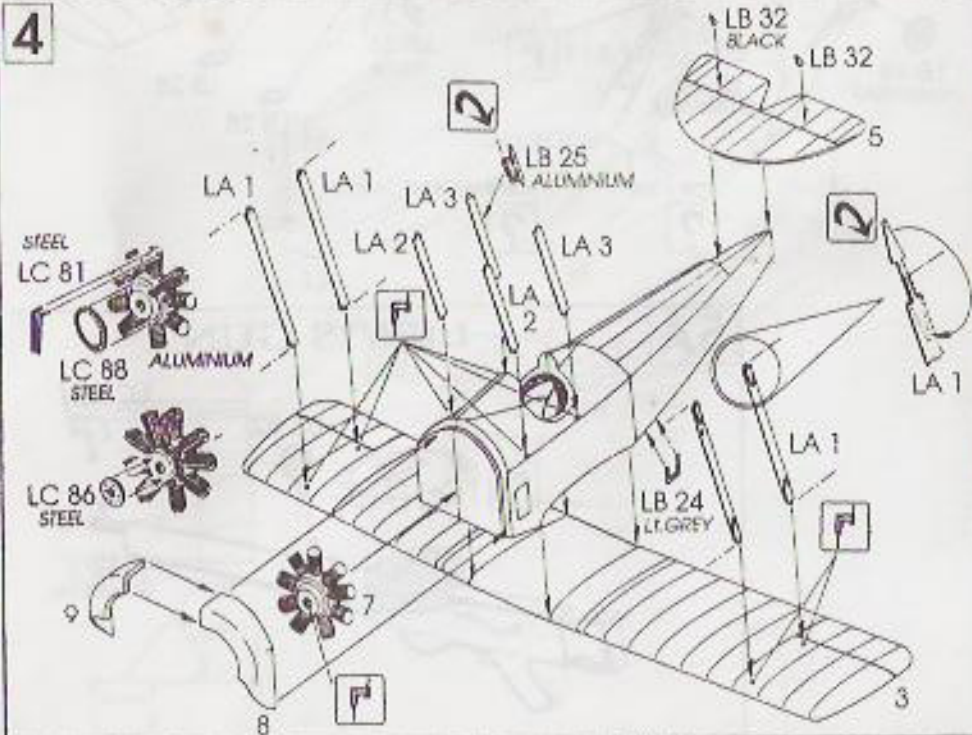 4
LB 32
BLACK
LB 32
5
LB 25
ALUMINIUM
LA 1
LA 1
LA 3
LA 2
LA 3
STEEL
LC 81
LA
2
LA 1
LC 88
STEEL
ALUMINIUM
LA 1
LC 86
STEEL
LB 24
LT.GREY
9
7
3
8